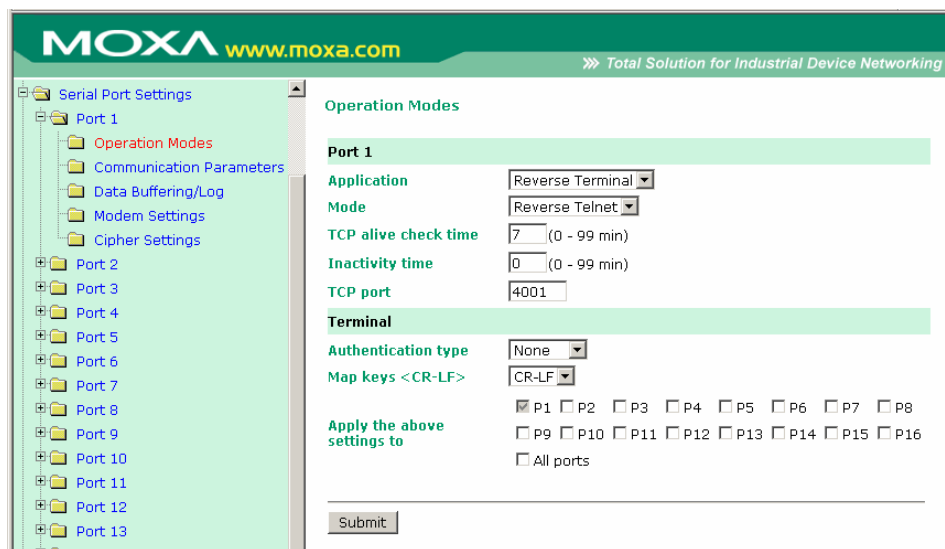 MOXA www.moxa.com
Total Solution for Industrial Device Networking
Serial Port Settings
Port 1
Operation Modes
Communication Parameters
Data Buffering/Log
Modem Settings
Cipher Settings
Port 2
Port 3
Port 4
Port 5
Port 6
Port 7
Port 8
Port 9
Port 10
Port 11
Port 12
Port 13
Operation Modes
Port 1
Application Reverse Terminal
Mode Reverse Telnet
TCP alive check time 7 (0 - 99 min)
Inactivity time 0 (0 - 99 min)
TCP port 4001
Terminal
Authentication type None
Map keys <CR-LF> CR-LF
Apply the above settings to
P1 P2 P3 P4 P5 P6 P7 P8
P9 P10 P11 P12 P13 P14 P15 P16
All ports
Submit